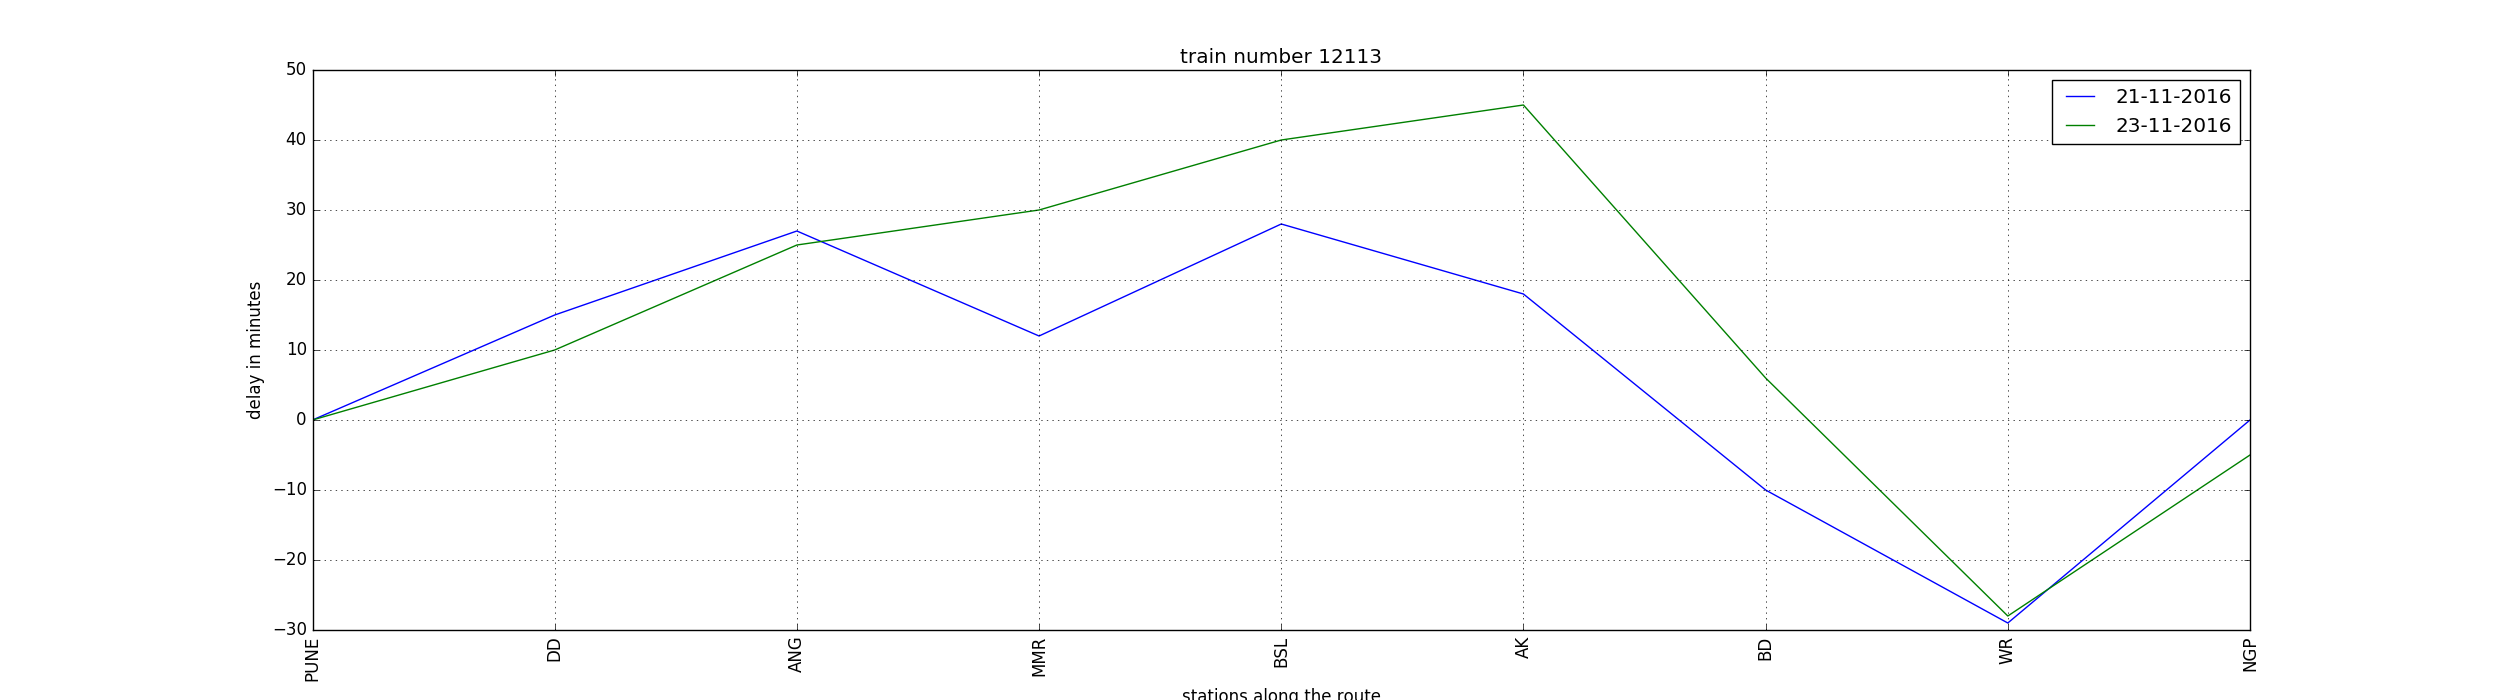 train number 12113
50
40
30
20
10
0
−10
−20
−30
delay in minutes
21-11-2016
23-11-2016
PUNE
DD
ANG
MMR
BSL
AK
BD
WR
NGP
stations along the route